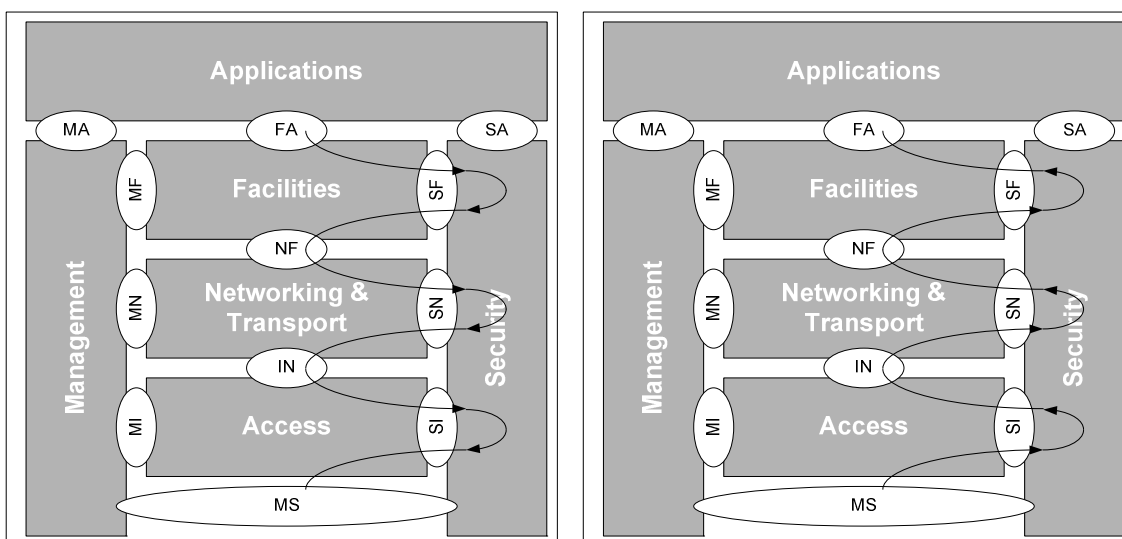 Applications
MA
FA
SA
MF
Facilities
SF
NF
Management
MN
Networking &
Transport
SN
Security
IN
MI
Access
SI
MS
Applications
MA
FA
SA
MF
Facilities
SF
NF
Management
MN
Networking &
Transport
SN
Security
IN
MI
Access
SI
MS